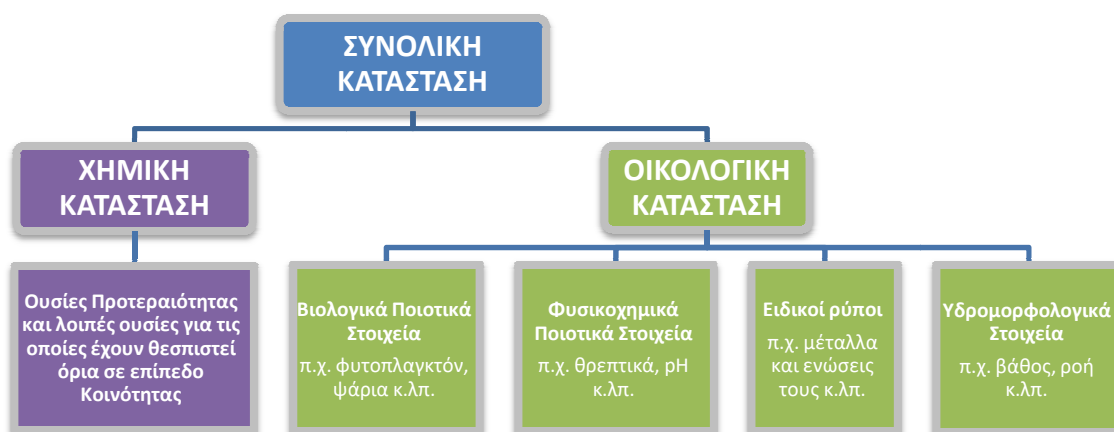 ΣΥΝΟΛΙΚΗ
ΚΑΤΑΣΤΑΣΗ
ΧΗΜΙΚΗ
ΚΑΤΑΣΤΑΣΗ
ΟΙΚΟΛΟΓΙΚΗ
ΚΑΤΑΣΤΑΣΗ
Ουσίες Προτεραιότητας
και λοιπές ουσίες για τις
οποίες έχουν θεσπιστεί
όρια σε επίπεδο
Κοινότητας
Βιολογικά Ποιοτικά
Στοιχεία
π.χ. φυτοπλαγκτόν,
ψάρια κ.λπ.
Φυσικοχημικά
Ποιοτικά Στοιχεία
π.χ. θρεπτικά, pH
κ.λπ.
Ειδικοί ρύποι
π.χ. μέταλλα
και ενώσεις
τους κ.λπ.
Υδρομορφολογικά
Στοιχεία
π.χ. βάθος, ροή
κ.λπ.